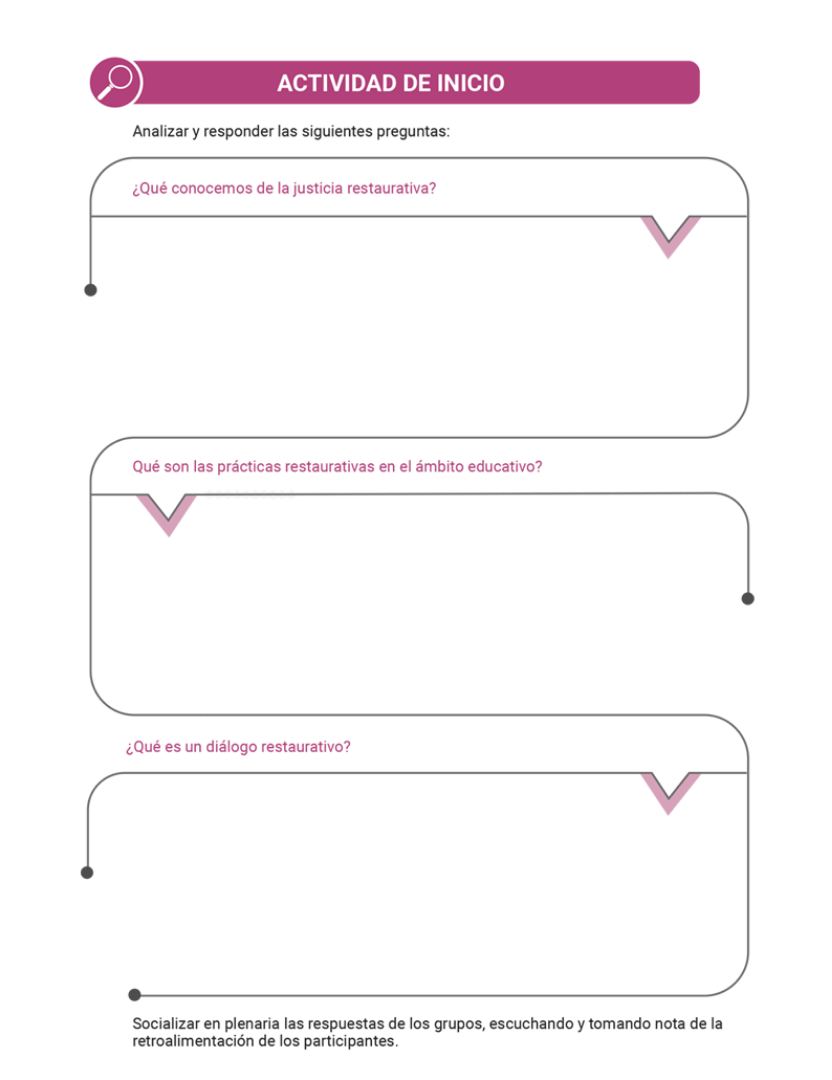 ACTIVIDAD DE INICIO
Analizar y responder las siguientes preguntas:
¿Qué conocemos de la justicia restaurativa?
Qué son las prácticas restaurativas en el ámbito educativo?
¿Qué es un diálogo restaurativo?
Socializar en plenaria las respuestas de los grupos, escuchando y tomando nota de la
retroalimentación de los participantes.